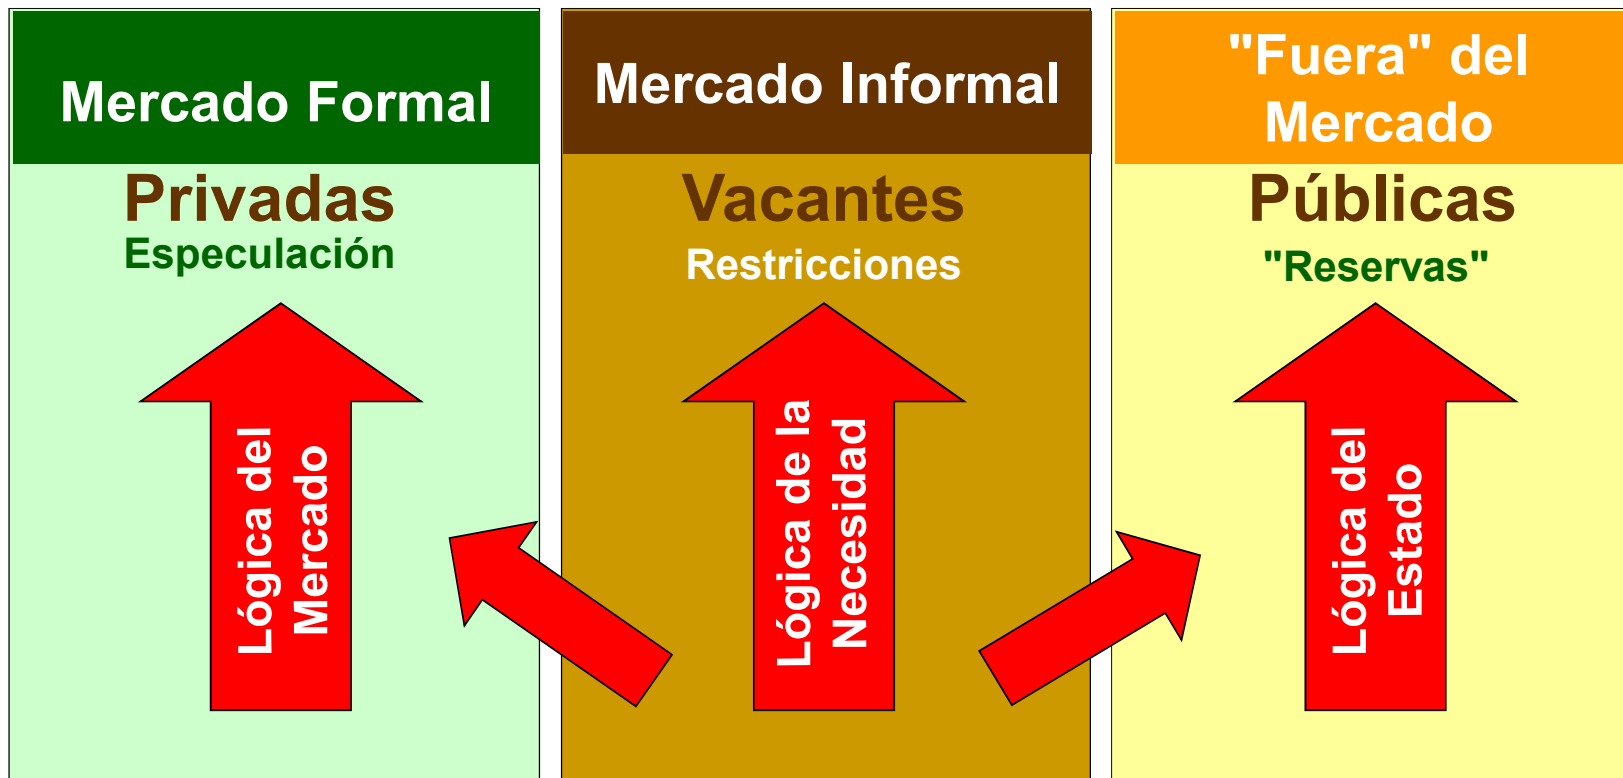 Mercado Formal
Privadas
Especulación
Lógica del
Mercado
Mercado Informal
Vacantes
Restricciones
Lógica de la
Necesidad
"Fuera" del
Mercado
Públicas
"Reservas"
Lógica del
Estado